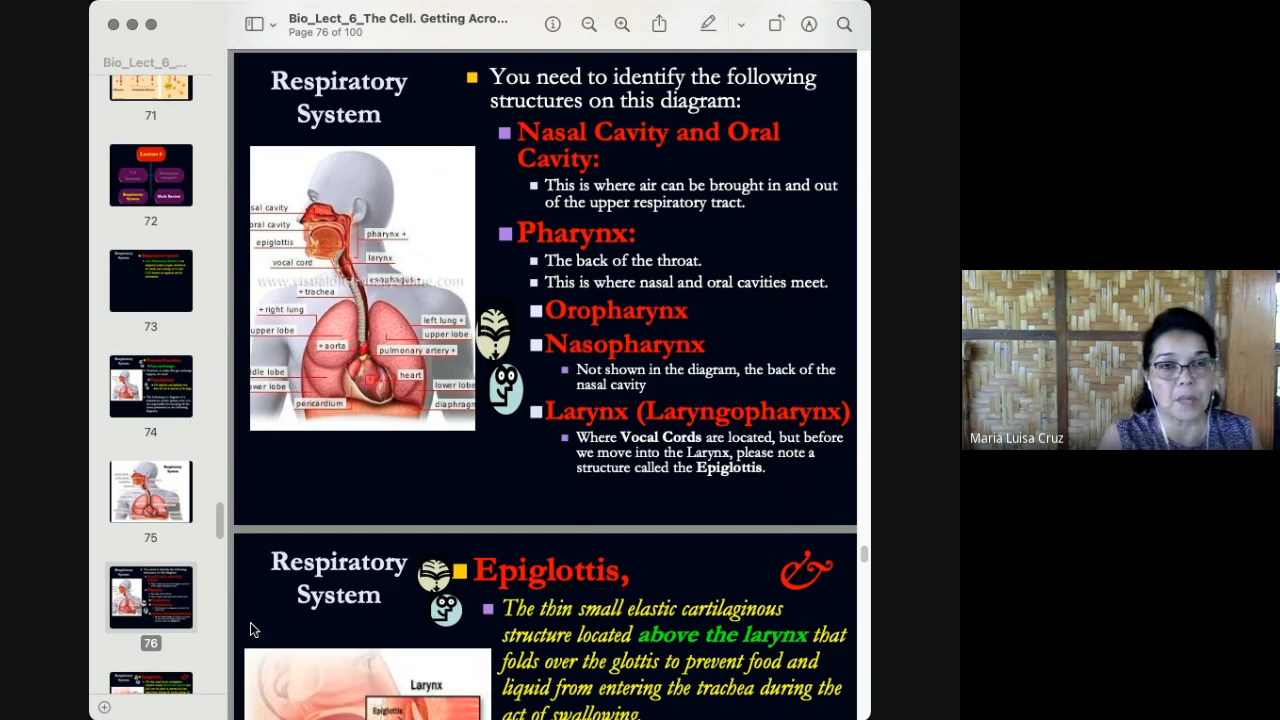 Bio_Lect_6_The Cell. Getting Acro...
Page 76 of 100
Bio_Lect_6_...
71
Lecture 6
72
73
74
75
76
Respiratory
System
You need to identify the following
structures on this diagram:
Nasal Cavity and Oral
Cavity:
This is where air can be brought in and out
of the upper respiratory tract.
Pharynx:
The back of the throat.
This is where nasal and oral cavities meet.
Oropharynx
Nasopharynx
Not shown in the diagram, the back of the
nasal cavity
Larynx (Laryngopharynx)
Where Vocal Cords are located, but before
we move into the Larynx, please note a
structure called the Epiglottis.
sal cavity
oral cavity
epiglottis
vocal cord
pharynx +
larynx
esophagus +
+ trachea
+ right lung
upper lobe
+ aorta
left lung +
upper lobe
pulmonary artery +
heart
ddle lobe
ower lobe
lower lobe
pericardium
diaphragm
Respiratory
System
Epiglottis, &
The thin small elastic cartilaginous
structure located above the larynx that
folds over the glottis to prevent food and
liquid from entering the trachea during the
act of swallowing.
Larynx
Epiglottis
Maria Luisa Cruz